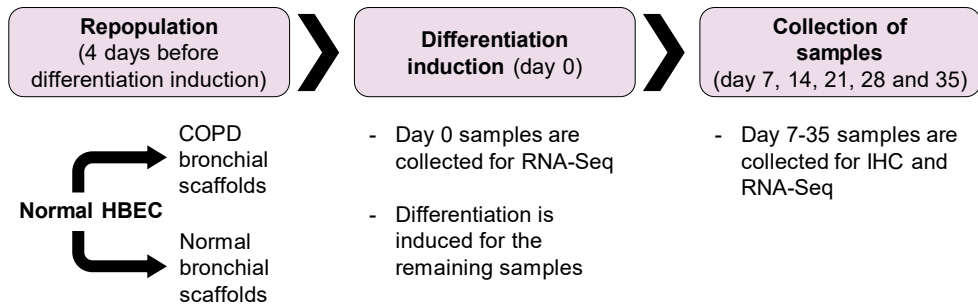 Repopulation
(4 days before
differentiation induction)
Differentiation
induction (day 0)
Collection of
samples
(day 7, 14, 21, 28 and 35)
Normal HBEC
COPD
bronchial
scaffolds
Normal
bronchial
scaffolds
- Day 0 samples are
collected for RNA-Seq
- Differentiation is
induced for the
remaining samples
- Day 7-35 samples are
collected for IHC and
RNA-Seq